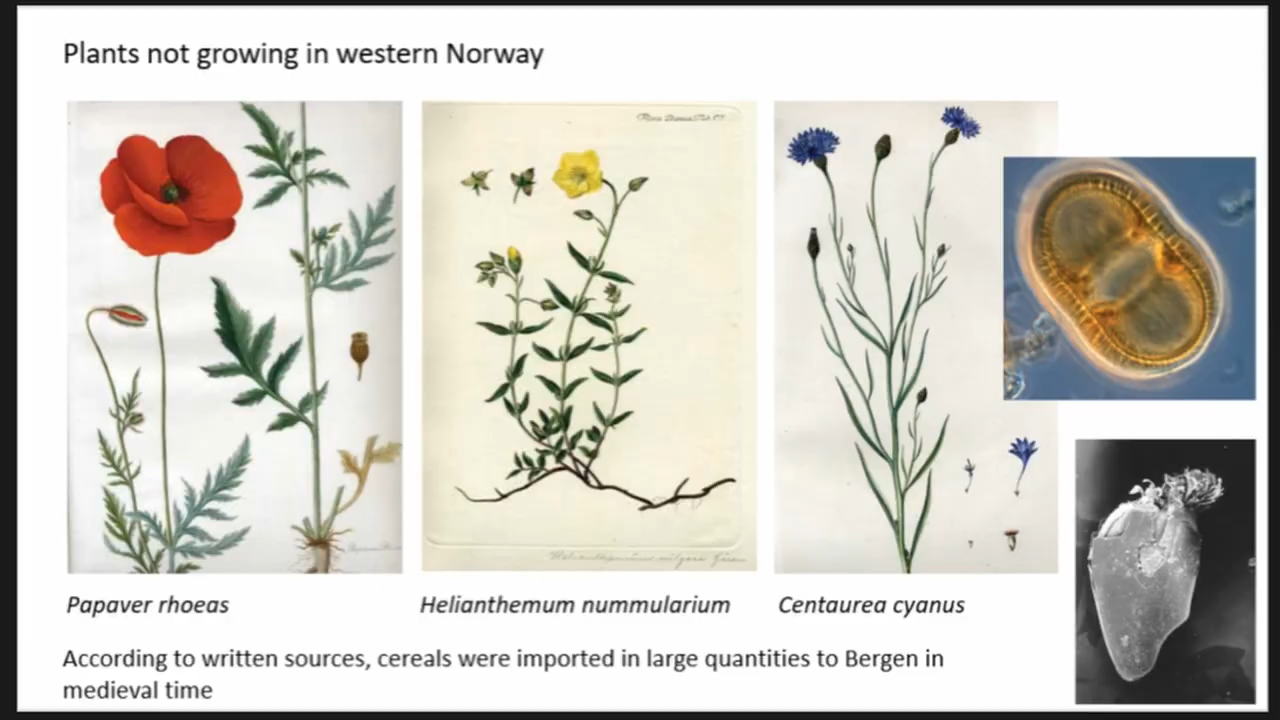 Plants not growing in western Norway
Papaver rhoeas
Helianthemum nummularium
Centaurea cyanus
According to written sources, cereals were imported in large quantities to Bergen in
medieval time